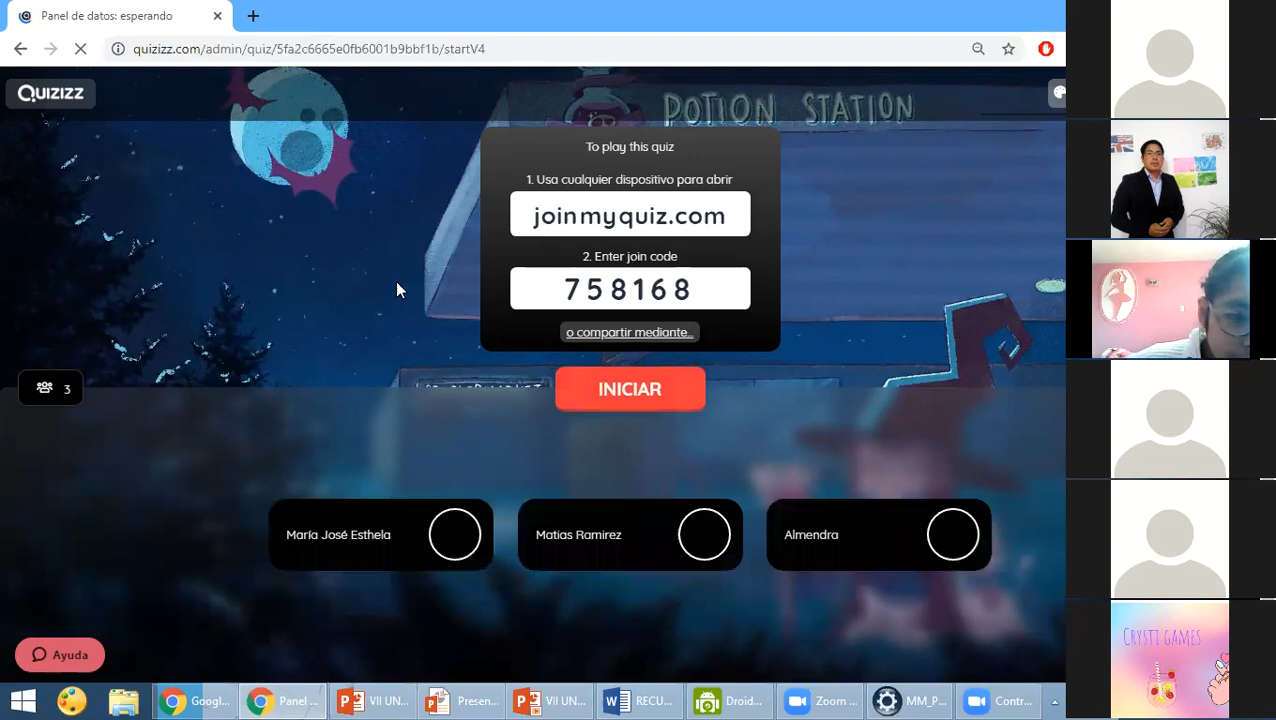 Panel de datos: esperando
quizizz.com/admin/quiz/5fa2c6665e0fb6001b9bbf1b/startV4
QUIZIZZ
POTION STATION
To play this quiz
1. Usa cualquier dispositivo para abrir
joinmyquiz.com
2. Enter join code
758168
o compartir mediante...
INICIAR
3
María José Esthela
Matias Ramirez
Almendra
CRYSTI GAMES
Ayuda
Googl...
Panel ...
VII UN...
Presen...
VII UN...
RECU...
Droid...
Zoom ...
MM_P...
Contr...